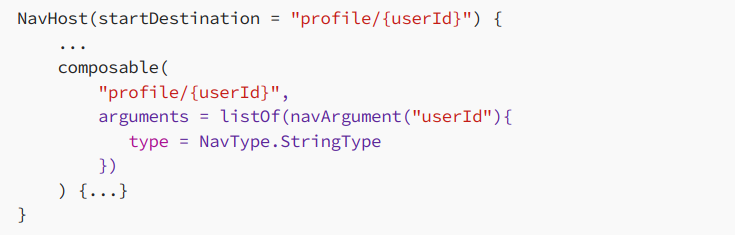 NavHost(startDestination = "profile/{userId}") {
    ...
    composable(
        "profile/{userId}",
        arguments = listOf(navArgument("userId"){
           type = NavType.StringType
        })
    ) {...}
}